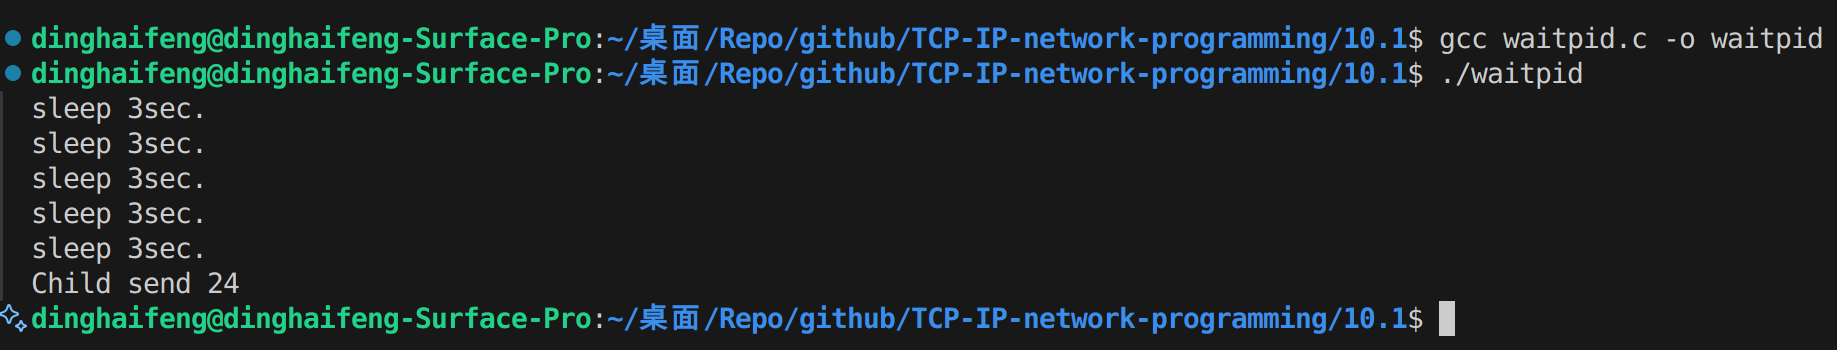 dinghaifeng@dinghaifeng-Surface-Pro:~/桌面/Repo/github/TCP-IP-network-programming/10.1$ gcc waitpid.c -o waitpid
dinghaifeng@dinghaifeng-Surface-Pro:~/桌面/Repo/github/TCP-IP-network-programming/10.1$ ./waitpid
sleep 3sec.
sleep 3sec.
sleep 3sec.
sleep 3sec.
sleep 3sec.
Child send 24
dinghaifeng@dinghaifeng-Surface-Pro:~/桌面/Repo/github/TCP-IP-network-programming/10.1$